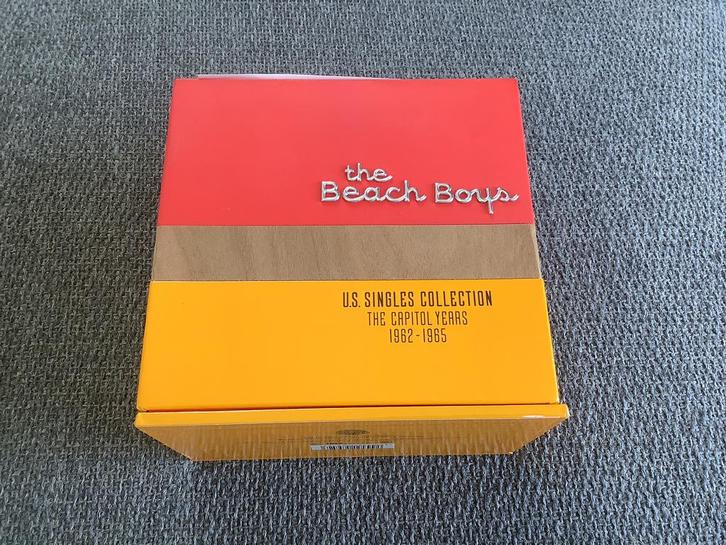 the
Beach Boys
U.S. SINGLES COLLECTION
THE CAPITOL YEARS
1962-1965